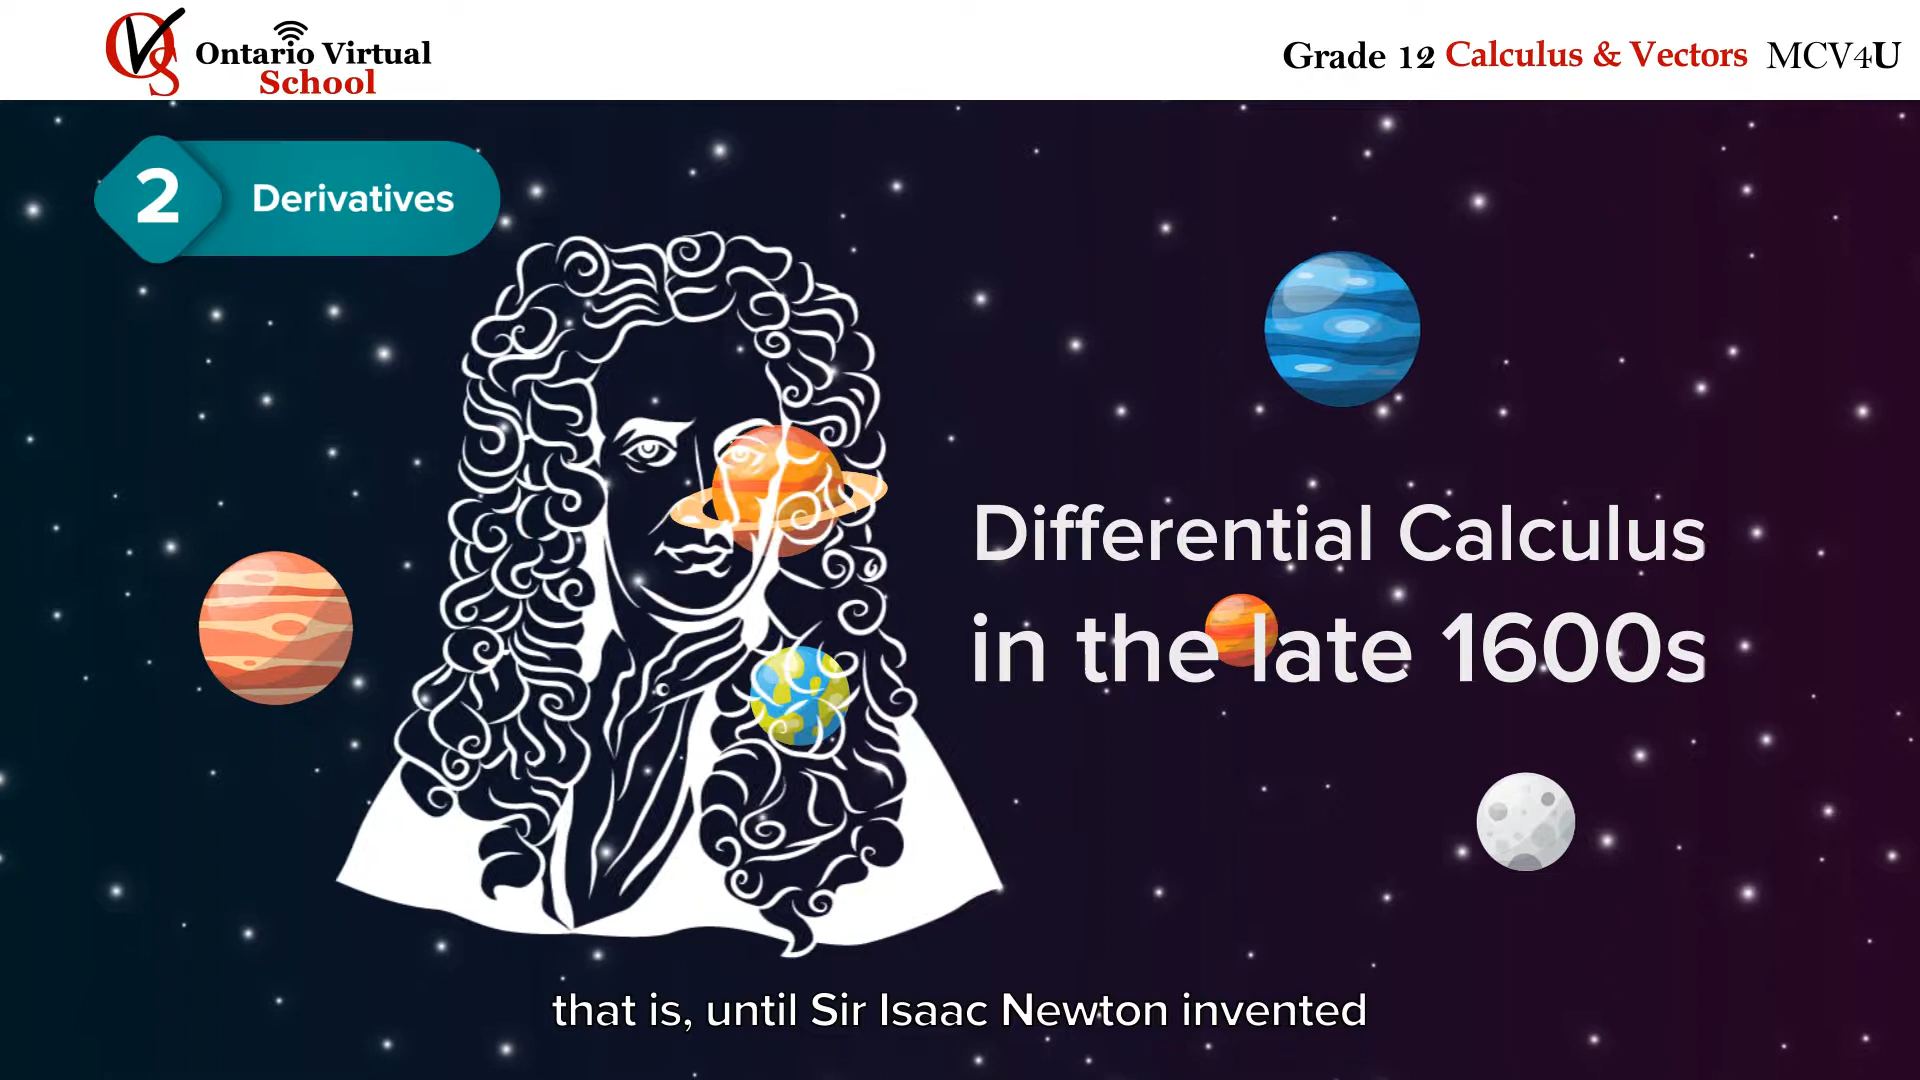 Ontario Virtual
School
Grade 12 Calculus & Vectors MCV4U
2 Derivatives
Differential Calculus
in the late 1600s
that is, until Sir Isaac Newton invented